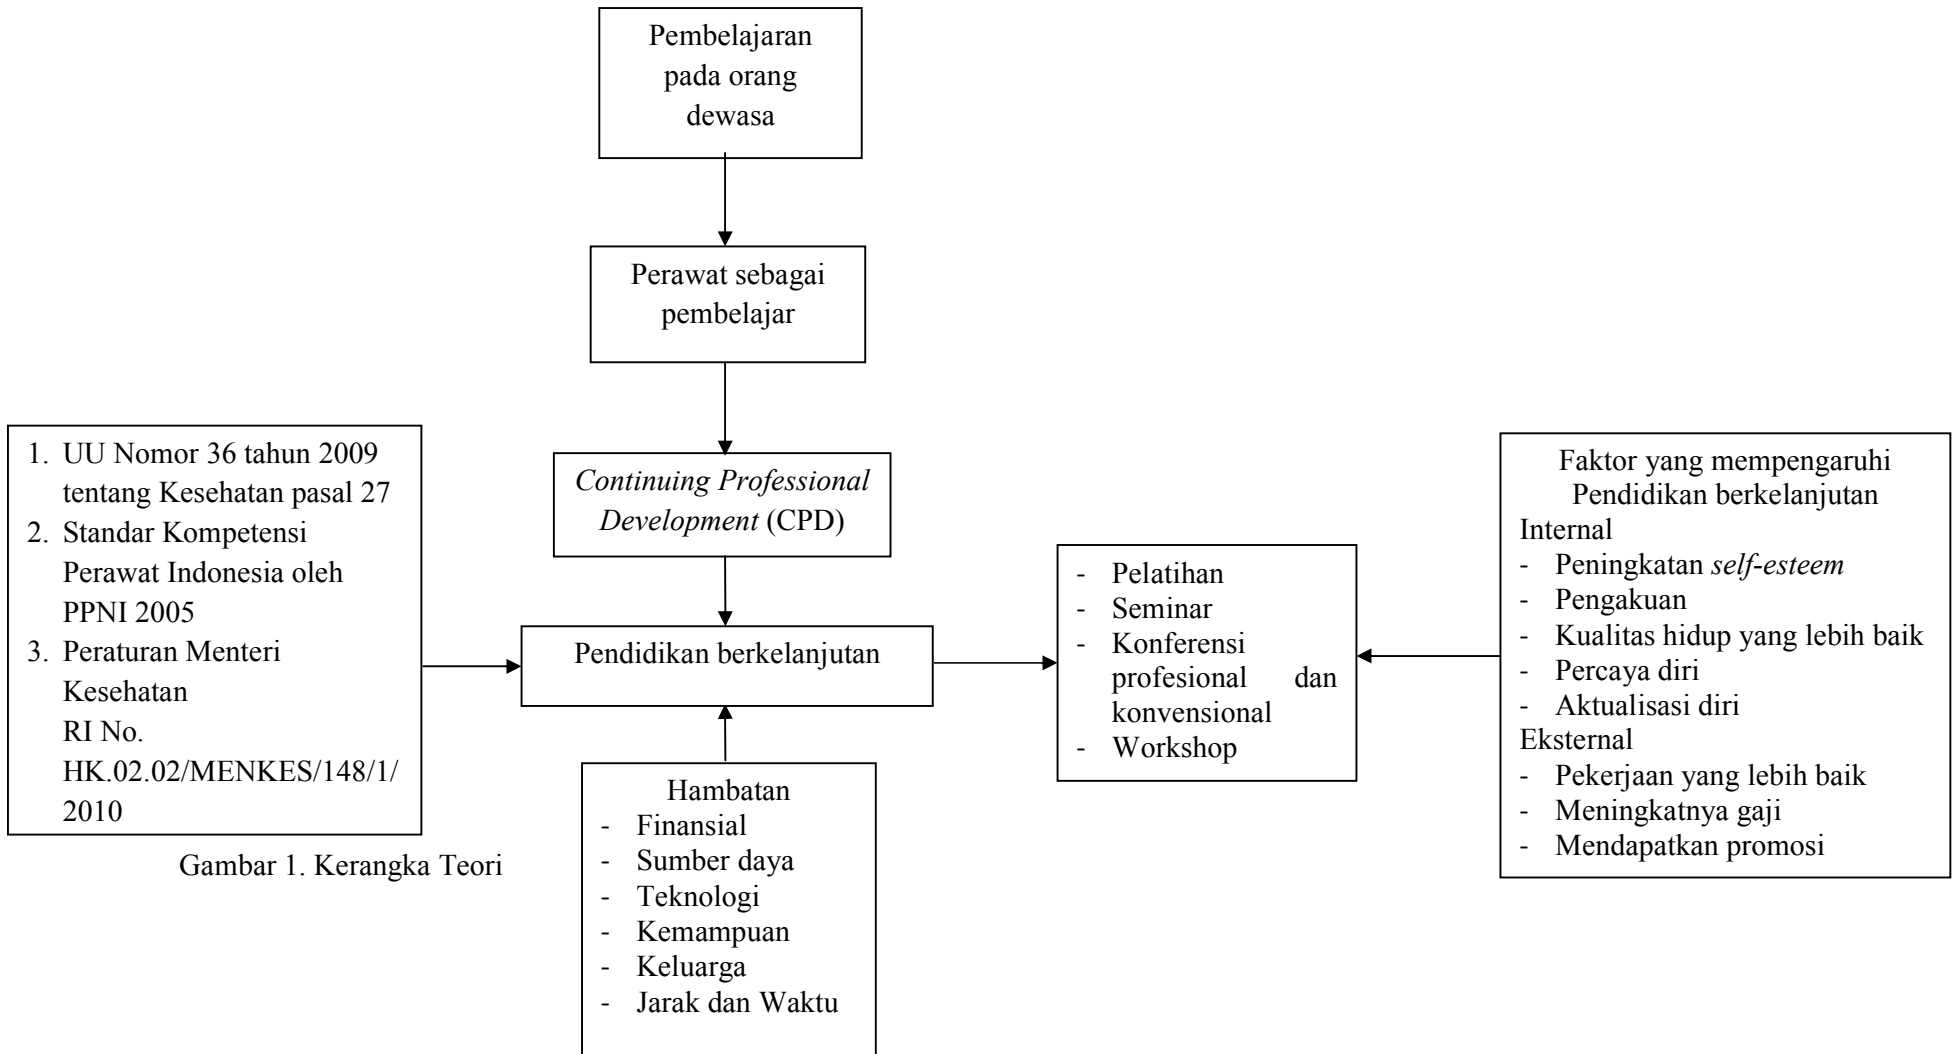 Pembelajaran
pada orang
dewasa
Perawat sebagai
pembelajar
1. UU Nomor 36 tahun 2009
tentang Kesehatan pasal 27
2. Standar Kompetensi
Perawat Indonesia oleh
PPNI 2005
3. Peraturan Menteri
Kesehatan
RI No.
HK.02.02/MENKES/148/1/
2010
Continuing Professional
Development (CPD)
Pendidikan berkelanjutan
Hambatan
- Finansial
- Sumber daya
- Teknologi
- Kemampuan
- Keluarga
- Jarak dan Waktu
- Pelatihan
- Seminar
- Konferensi
profesional dan
konvensional
- Workshop
Faktor yang mempengaruhi
Pendidikan berkelanjutan
Internal
- Peningkatan self-esteem
- Pengakuan
- Kualitas hidup yang lebih baik
- Percaya diri
- Aktualisasi diri
Eksternal
- Pekerjaan yang lebih baik
- Meningkatnya gaji
- Mendapatkan promosi
Gambar 1. Kerangka Teori